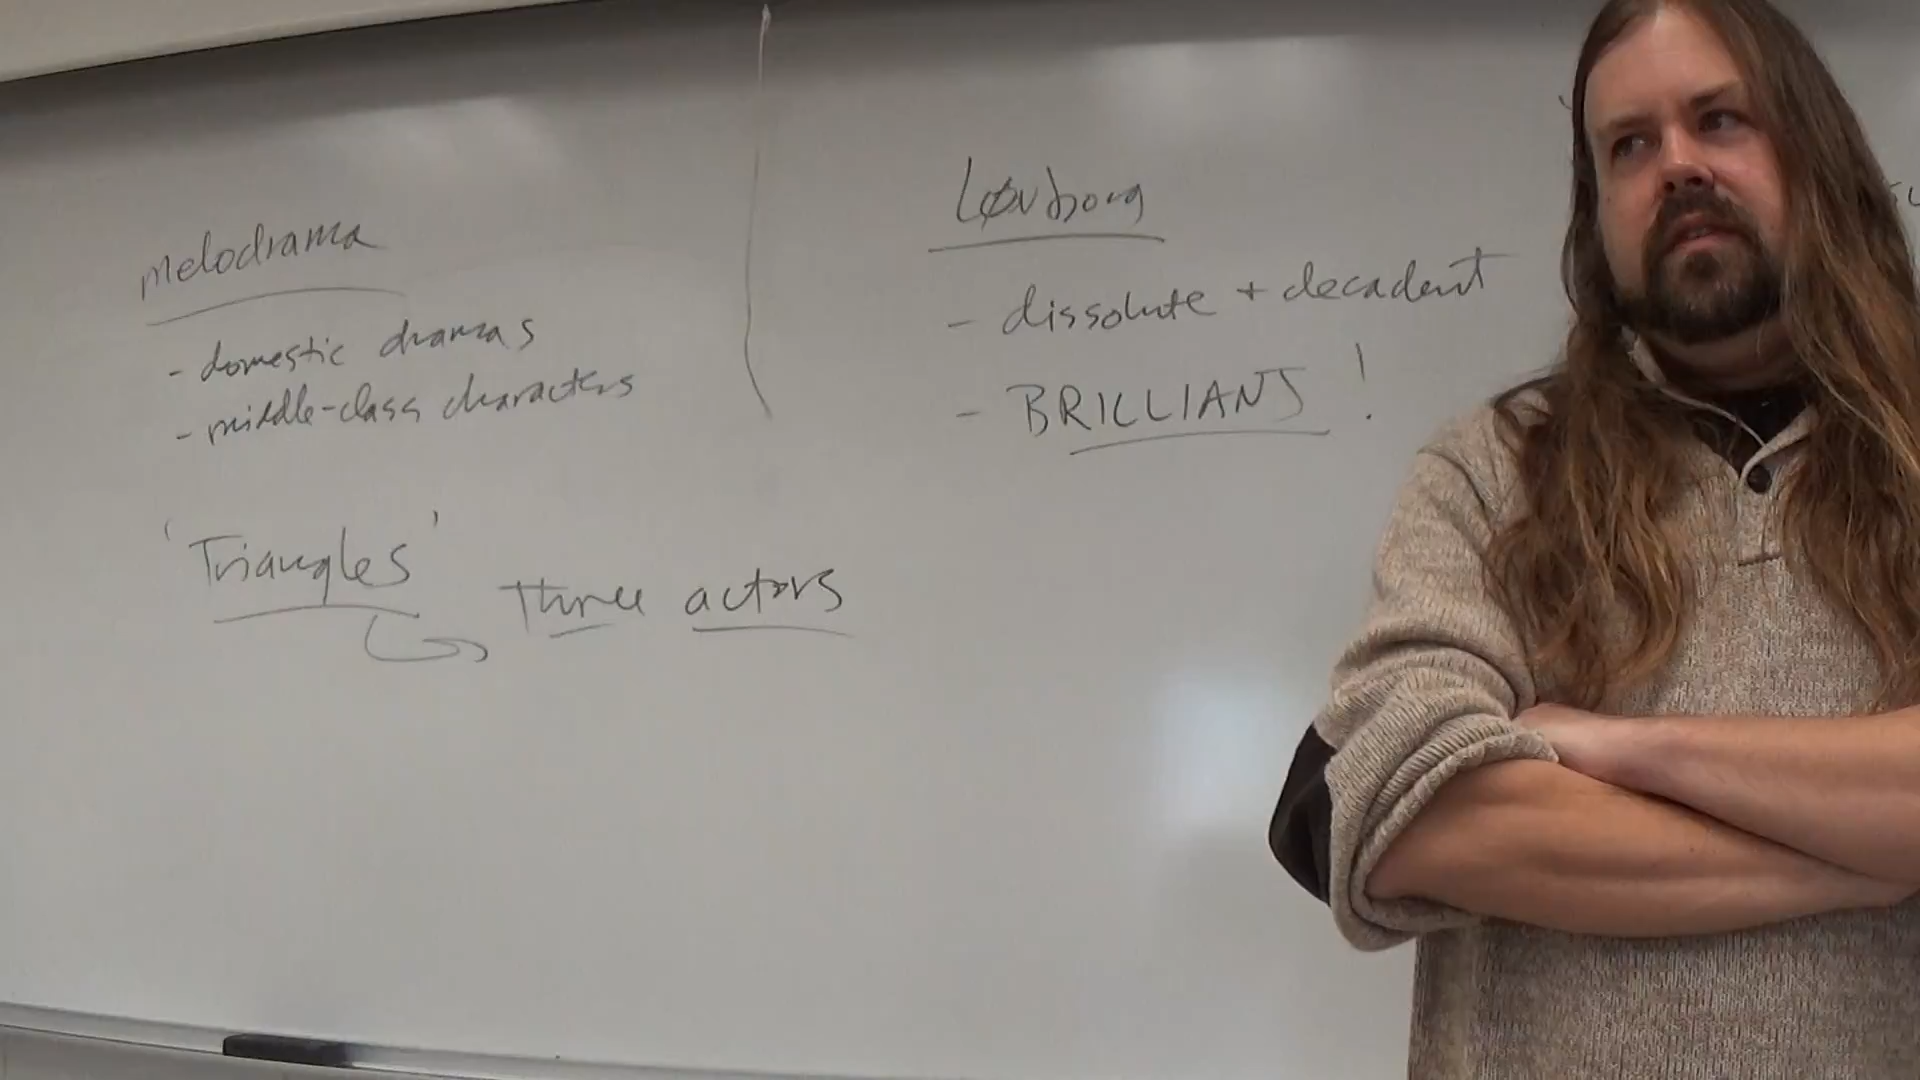 melodrama
- domestic dramas
- middle-class characters
'Triangles'
three actors
Løvborg
- dissolute + decadent
- BRILLIANT!